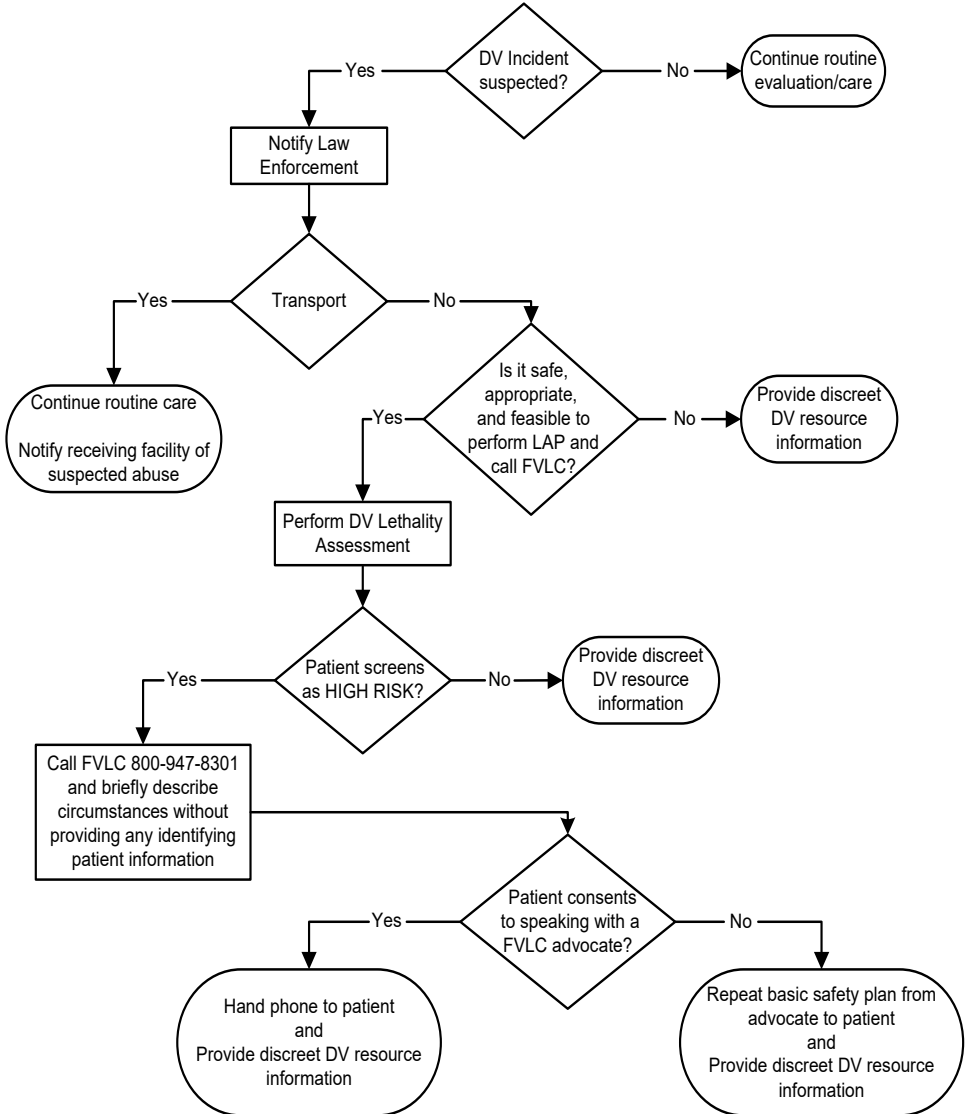 DV Incident
suspected?
Yes
No
Continue routine
evaluation/care
Notify Law
Enforcement
Transport
Yes
No
Continue routine care
Notify receiving facility of
suspected abuse
Is it safe,
appropriate,
and feasible to
perform LAP and
call FVLC?
Yes
No
Provide discreet
DV resource
information
Perform DV Lethality
Assessment
Patient screens
as HIGH RISK?
Yes
No
Provide discreet
DV resource
information
Call FVLC 800-947-8301
and briefly describe
circumstances without
providing any identifying
patient information
Patient consents
to speaking with a
FVLC advocate?
Yes
No
Hand phone to patient
and
Provide discreet DV resource
information
Repeat basic safety plan from
advocate to patient
and
Provide discreet DV resource
information